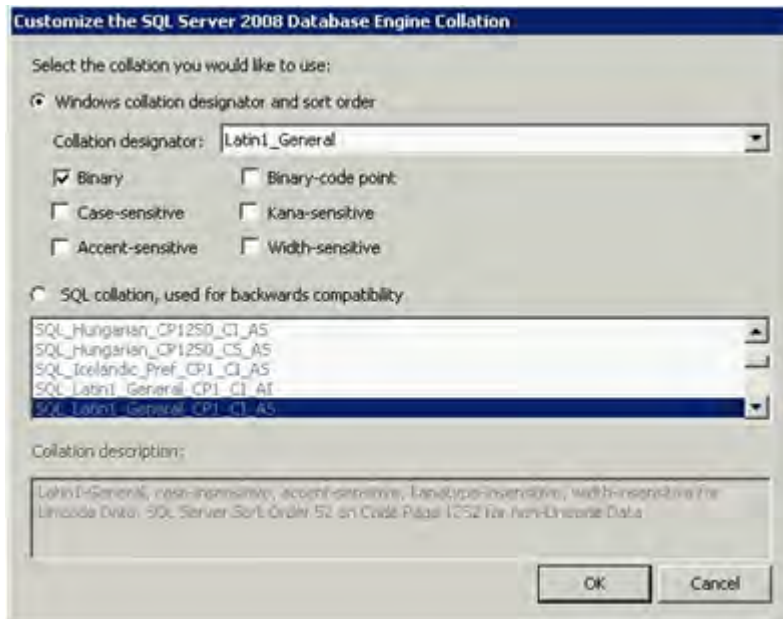 Customize the SQL Server 2008 Database Engine Collation
Select the collation you would like to use:
Windows collation designator and sort order
Collation designator: Latin1_General
Binary Binary-code point
Case-sensitive Kana-sensitive
Accent-sensitive Width-sensitive
SQL collation, used for backwards compatibility
SQL_Hungarian_CP1250_CI_AS
SQL_Hungarian_CP1250_CS_AS
SQL_Icelandic_Pref_CP1_CI_AS
SQL_Latin1_General_CP1_CI_AI
SQL_Latin1_General_CP1_CI_AS
Collation description:
Latin1-General, case-insensitive, accent-sensitive, kanatype-insensitive, width-insensitive for
Unicode Data, SQL Server Sort Order 52 on Code Page 1252 for non-Unicode Data
OK Cancel